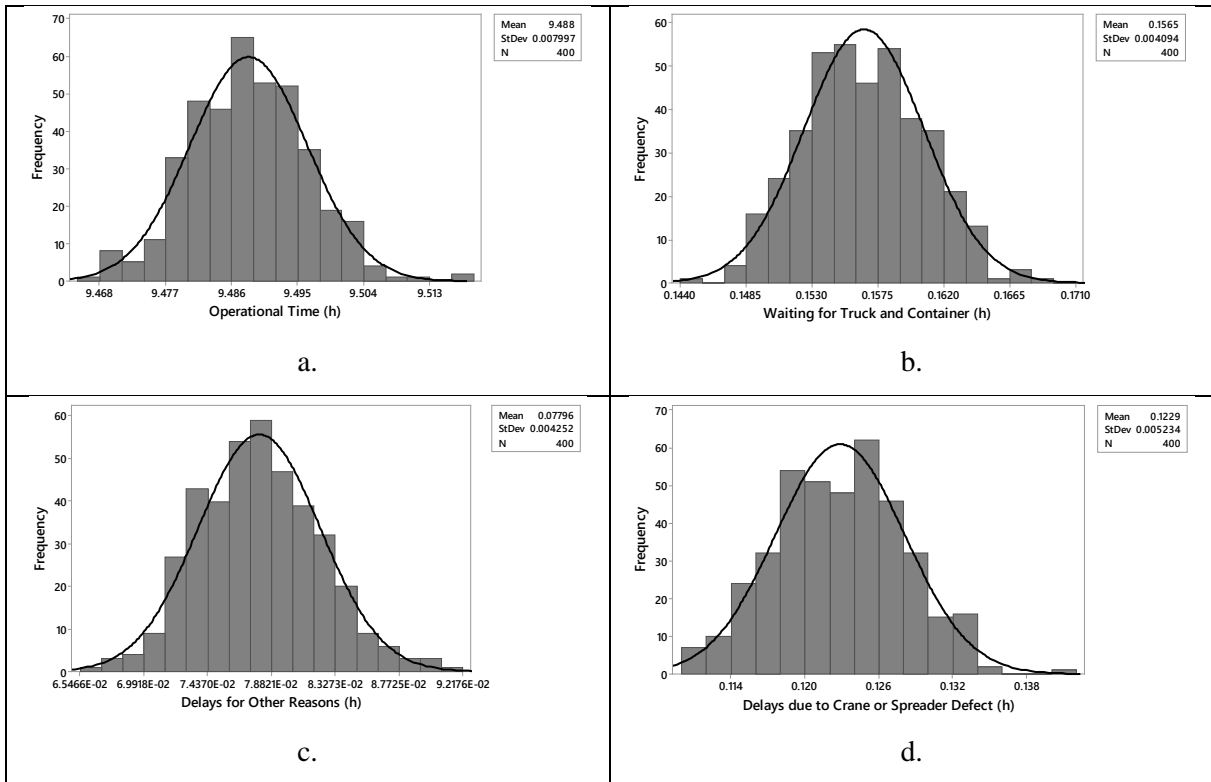 Mean 9.488
StDev 0.007997
N 400
70
60
50
40
30
20
10
0
Frequency
9.468 9.477 9.486 9.495 9.504 9.513
Operational Time (h)
a.
Mean 0.1565
StDev 0.004094
N 400
60
50
40
30
20
10
0
Frequency
0.1440 0.1485 0.1530 0.1575 0.1620 0.1665 0.1710
Waiting for Truck and Container (h)
b.
Mean 0.07796
StDev 0.004252
N 400
60
50
40
30
20
10
0
Frequency
6.5466E-02 6.9918E-02 7.43700E-02 7.8821E-02 8.3273E-02 8.7725E-02 9.2176E-02
Delays for Other Reasons (h)
c.
Mean 0.1229
StDev 0.005234
N 400
70
60
50
40
30
20
10
0
Frequency
0.114 0.120 0.126 0.132 0.138
Delays due to Crane or Spreader Defect (h)
d.